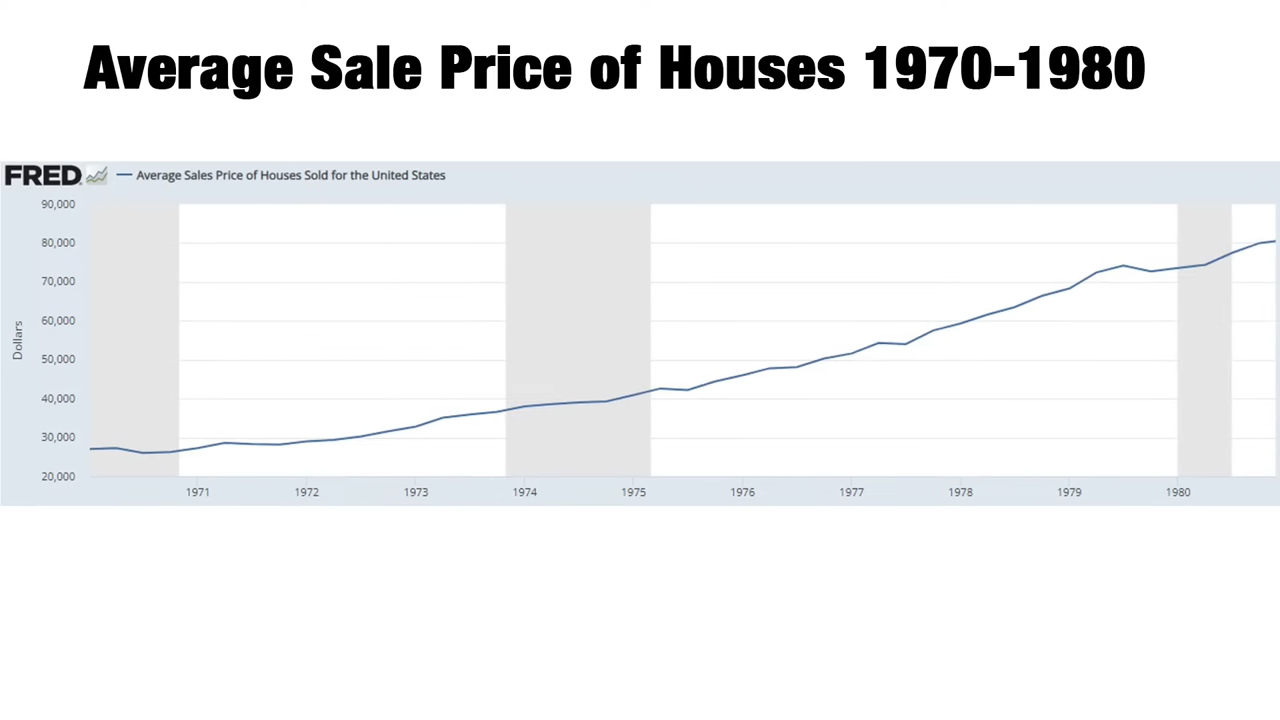 Average Sale Price of Houses 1970-1980
FRED
Average Sales Price of Houses Sold for the United States
90,000
80,000
70,000
60,000
50,000
40,000
30,000
20,000
Dollars
1971 1972 1973 1974 1975 1976 1977 1978 1979 1980